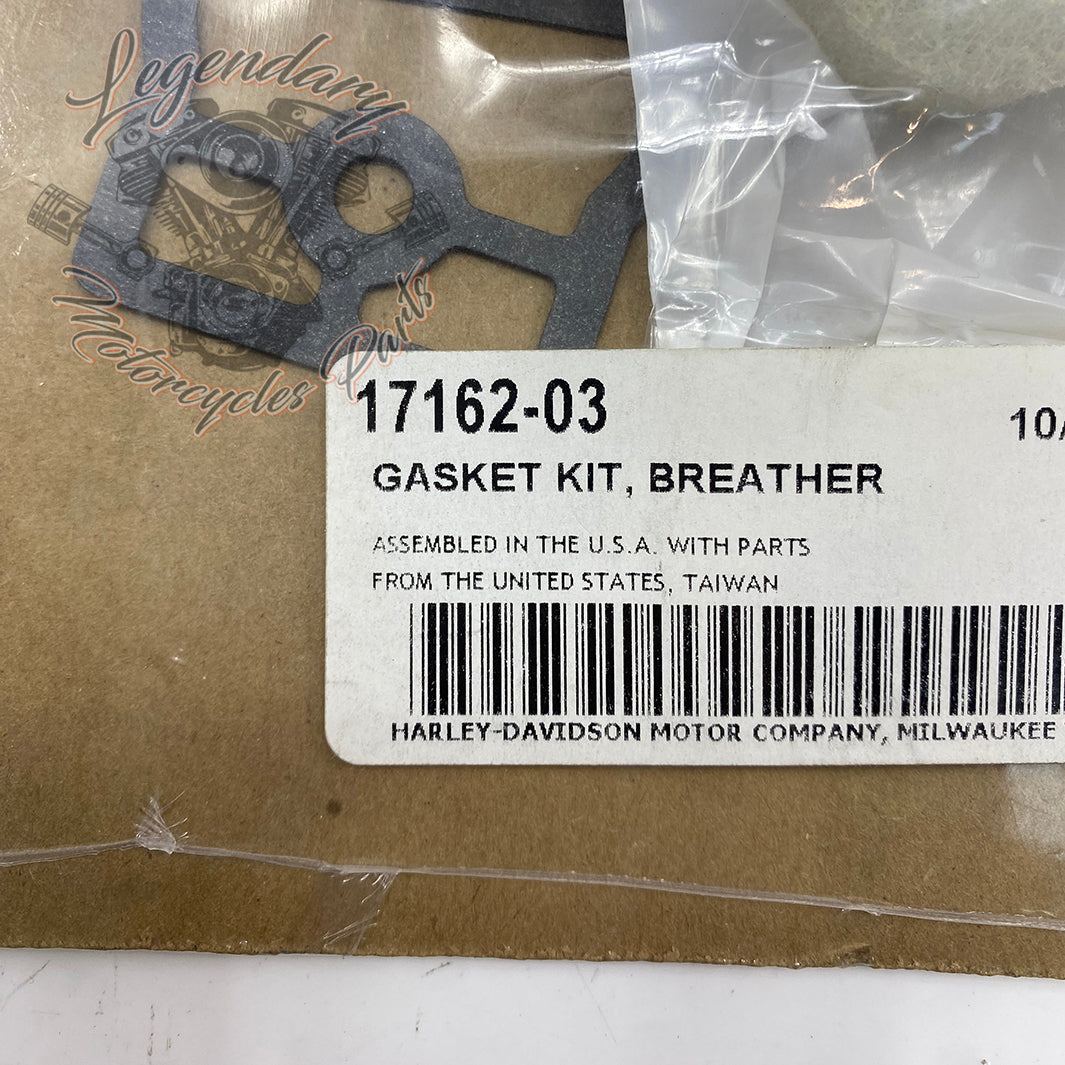 Legendary
Motorcycles Parts
17162-03
10/
GASKET KIT, BREATHER
ASSEMBLED IN THE U.S.A. WITH PARTS
FROM THE UNITED STATES, TAIWAN
HARLEY-DAVIDSON MOTOR COMPANY, MILWAUKEE